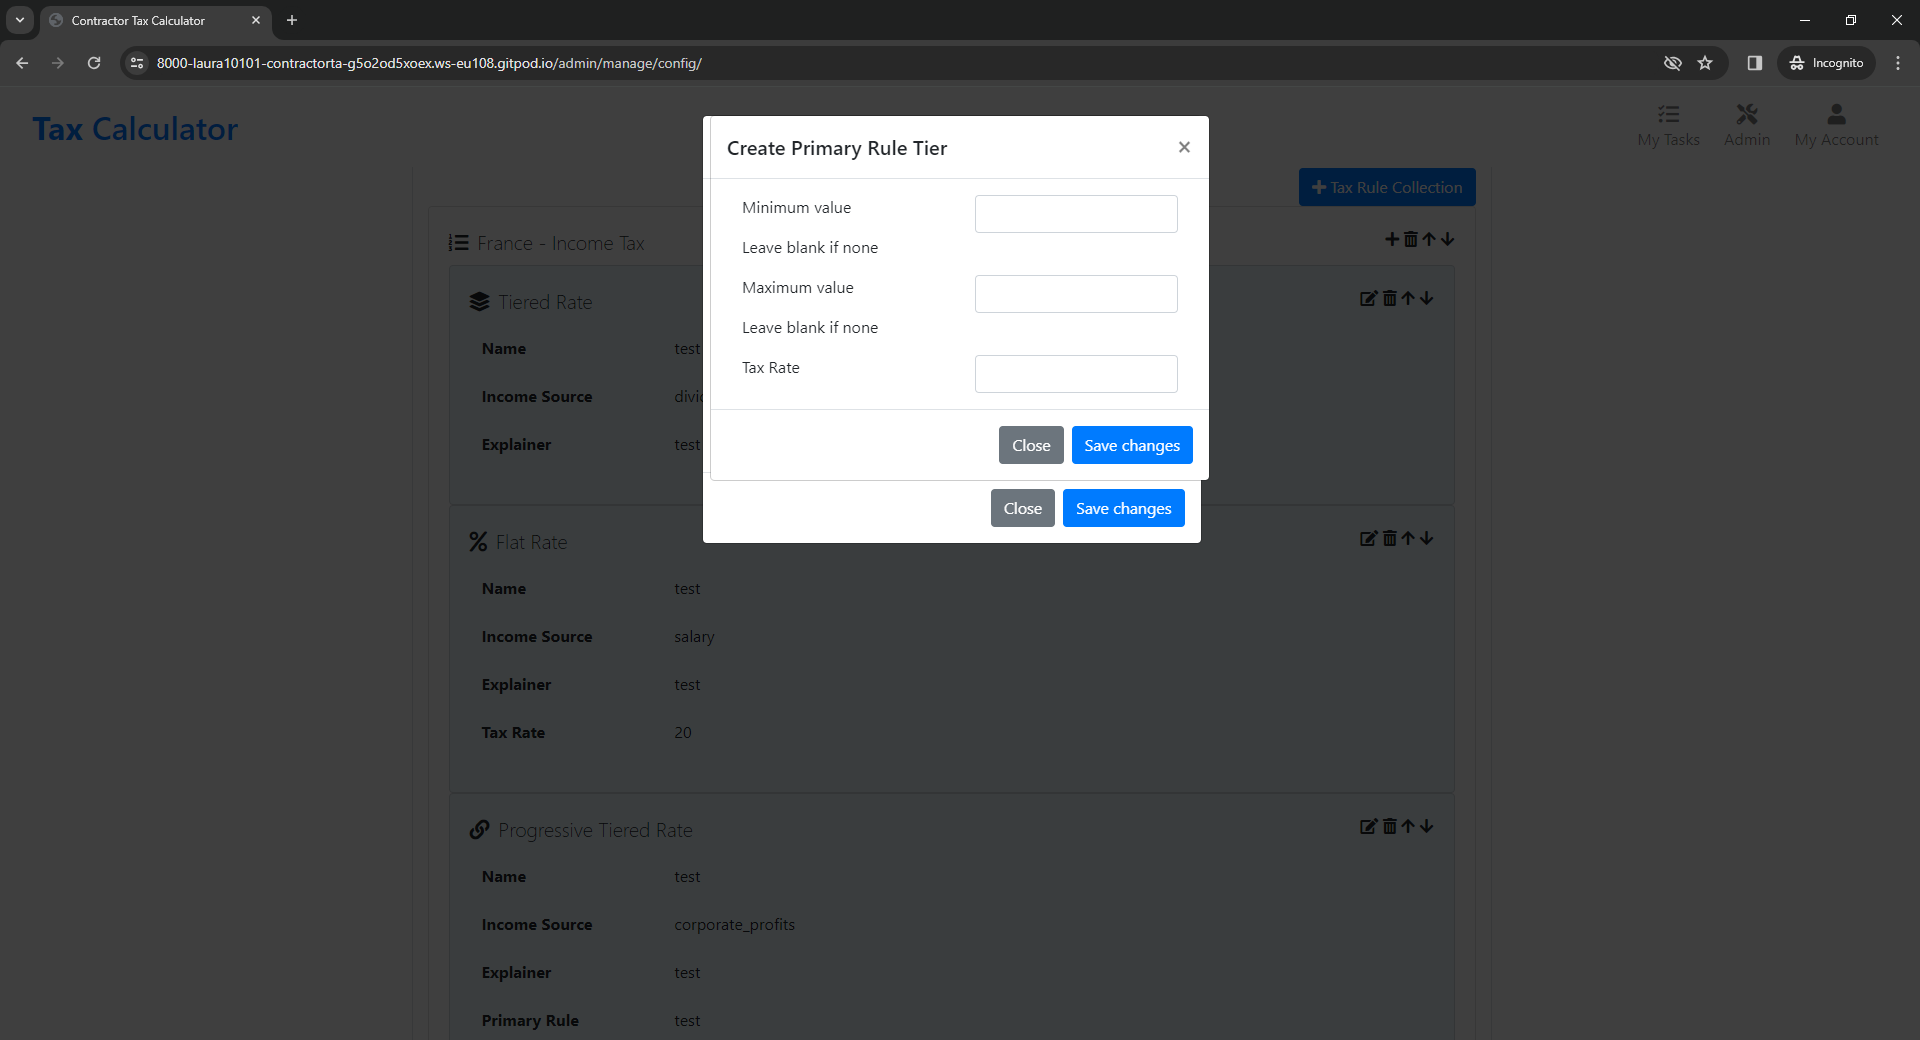 Contractor Tax Calculator
8000-laura10101-contractorta-g5o2od5xoex.ws-eu108.gitpod.io/admin/manage/config/
Incognito
Tax Calculator
My Tasks
Admin
My Account
Tax Rule Collection
France - Income Tax
Create Primary Rule Tier
Minimum value
Leave blank if none
Maximum value
Leave blank if none
Tax Rate
Close
Save changes
Close
Save changes
Tiered Rate
Name test
Income Source divid
Explainer test
Flat Rate
Name test
Income Source salary
Explainer test
Tax Rate 20
Progressive Tiered Rate
Name test
Income Source corporate_profits
Explainer test
Primary Rule test